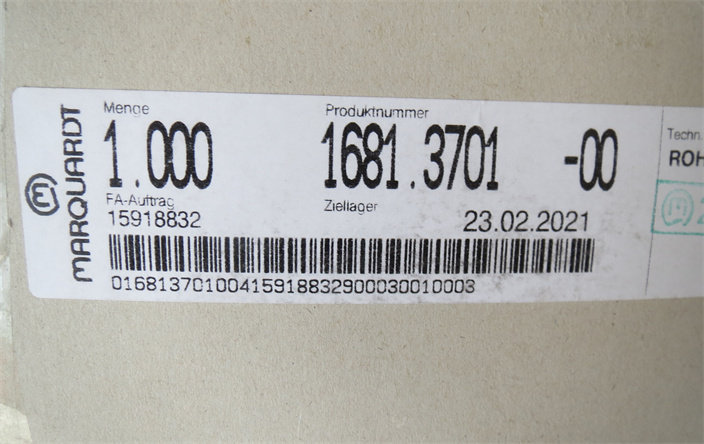 MARQUARDT
Menge
1.000
Produktnummer
1681.3701 -00
FA-Auftrag
15918832
Ziellager
23.02.2021
01681370100415918832900030010003
Techn.
ROH